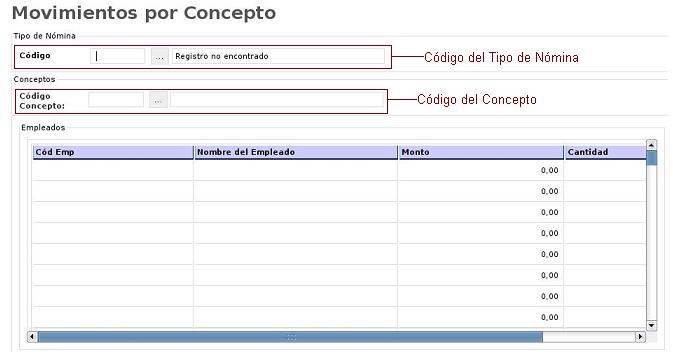 Movimientos por Concepto
Tipo de Nómina
Código ... Registro no encontrado Código del Tipo de Nómina
Conceptos
Código
Concepto: ... Código del Concepto
Empleados
Cód Emp Nombre del Empleado Monto Cantidad
0,00
0,00
0,00
0,00
0,00
0,00
0,00
0,00